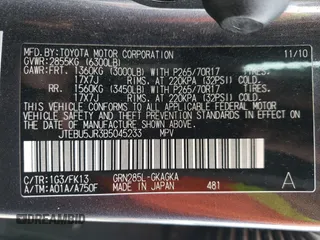 MFD.BY:TOYOTA MOTOR CORPORATION 11/10
GVWR:2855KG (6300LB)
GAWR:FRT. 1360KG (3000LB) WITH P265/70R17 TIRES,
17X7J RIMS, AT 220KPA (32PSI) COLD
RR. 1560KG (3450LB) WITH P265/70R17 TIRES,
17X7J RIMS, AT 220KPA (32PSI) COLD
THIS VEHICLE CONFORMS TO ALL APPLICABLE FEDERAL
MOTOR VEHICLE SAFETY STANDARDS IN EFFECT ON THE
DATE OF MANUFACTURE SHOWN ABOVE.
JTEBU5JR3B5045233 MPV
C/TR:1G3/FK13 GRN285L-GKAGKA
A/TM:A01A/A750F MADE IN JAPAN 481 A
DREAMBID